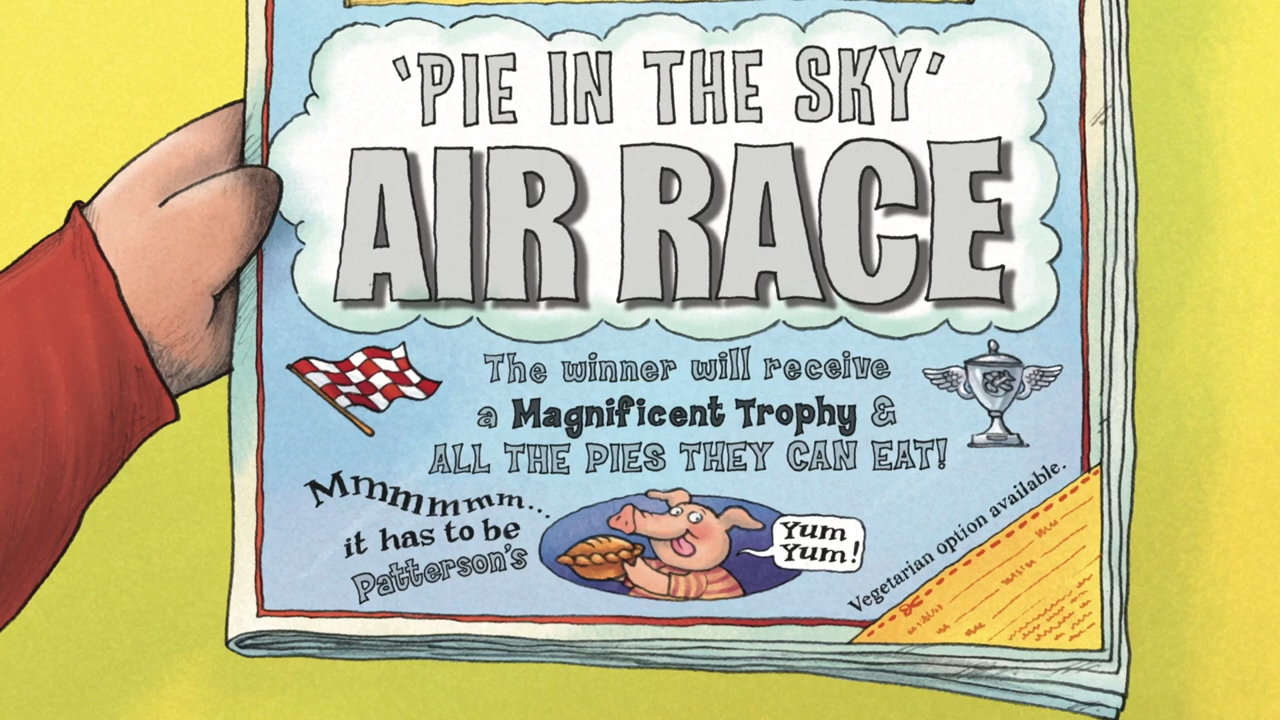 'PIE IN THE SKY'
AIR RACE
The winner will receive
a Magnificent Trophy &
ALL THE PIES THEY CAN EAT!
Mmmmmmm...
it has to be
Patterson's
Yum
Yum!
Vegetarian option available.